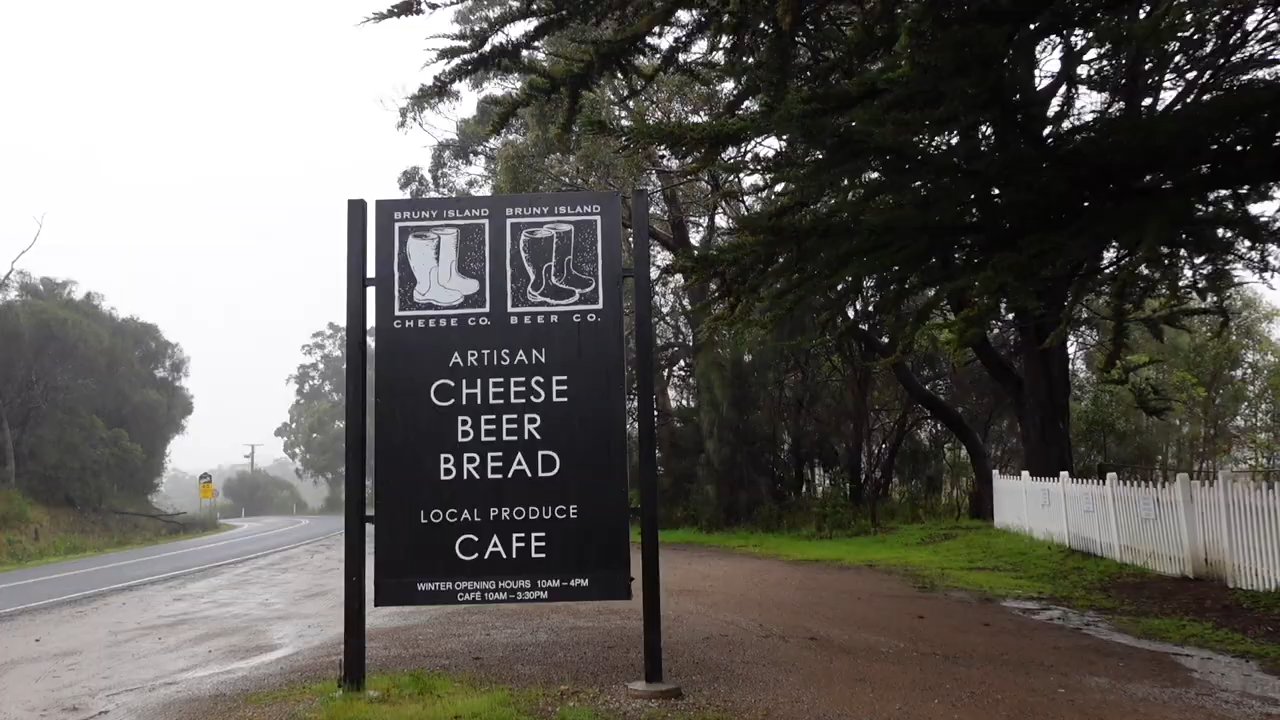 BRUNY ISLAND BRUNY ISLAND
CHEESE CO. BEER CO.
ARTISAN
CHEESE
BEER
BREAD
LOCAL PRODUCE
CAFE
WINTER OPENING HOURS 10AM – 4PM
CAFÉ 10AM – 3:30PM